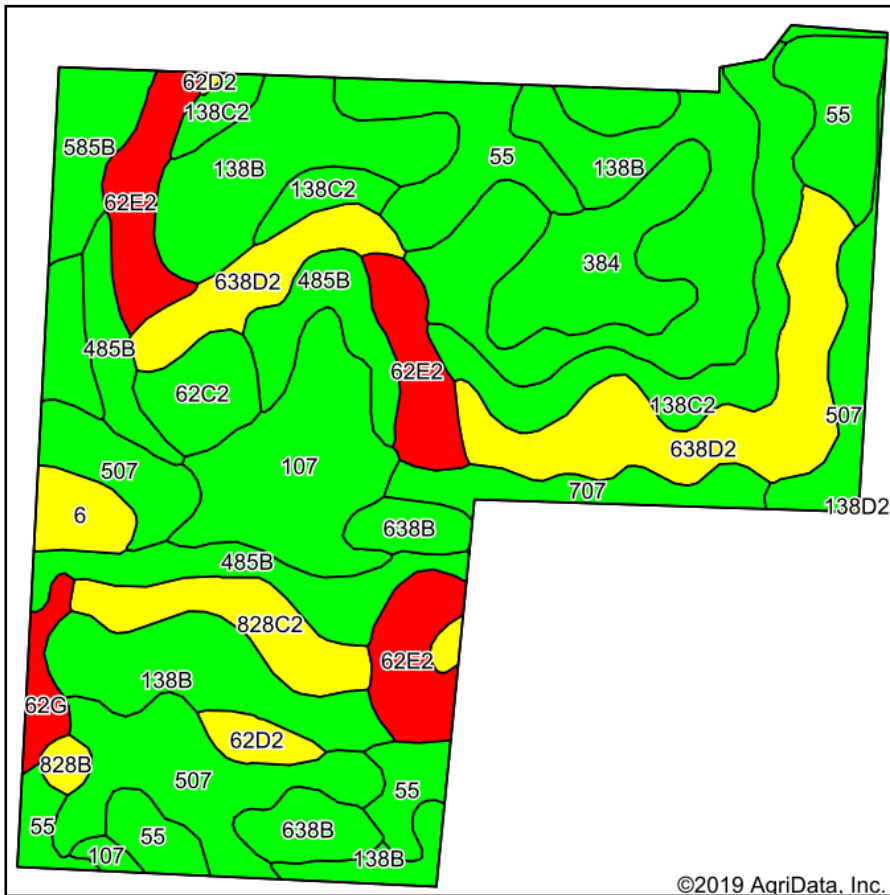 62D2
138C2
55
585B
138B
55
138B
138C2
62E2
384
638D2
485B
485B
62E2
62C2
138C2
507
638D2
107
507
707
138D2
6
638B
485B
828C2
62E2
138B
62G
62D2
828B
507
55
55
55
638B
107
138B
©2019 AgriData, Inc.